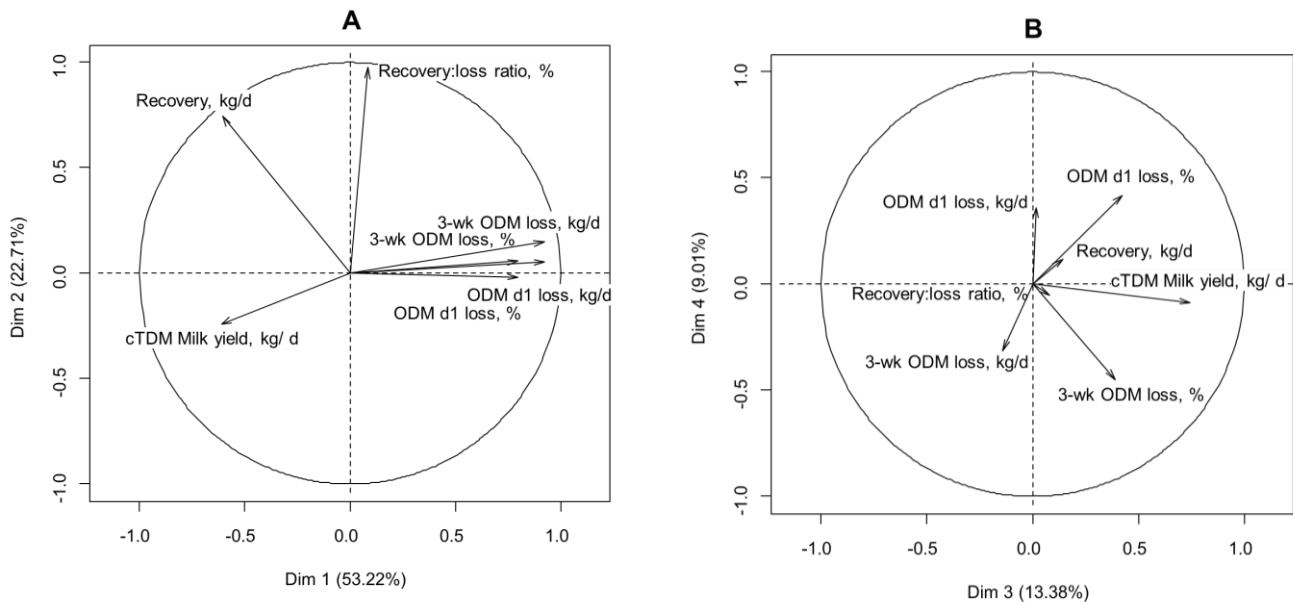 A
1.0
Recovery:loss ratio, %
Recovery, kg/d
0.5
3-wk ODM loss, kg/d
3-wk ODM loss, %
0.0
ODM d1 loss, kg/d
ODM d1 loss, %
cTDM Milk yield, kg/ d
-0.5
-1.0
Dim 2 (22.71%)
-1.0 -0.5 0.0 0.5 1.0
Dim 1 (53.22%)
B
1.0
0.5
ODM d1 loss, %
ODM d1 loss, kg/d
Recovery, kg/d
cTDM Milk yield, kg/ d
0.0
Recovery:loss ratio, %
3-wk ODM loss, kg/d
-0.5
3-wk ODM loss, %
-1.0
Dim 4 (9.01%)
-1.0 -0.5 0.0 0.5 1.0
Dim 3 (13.38%)